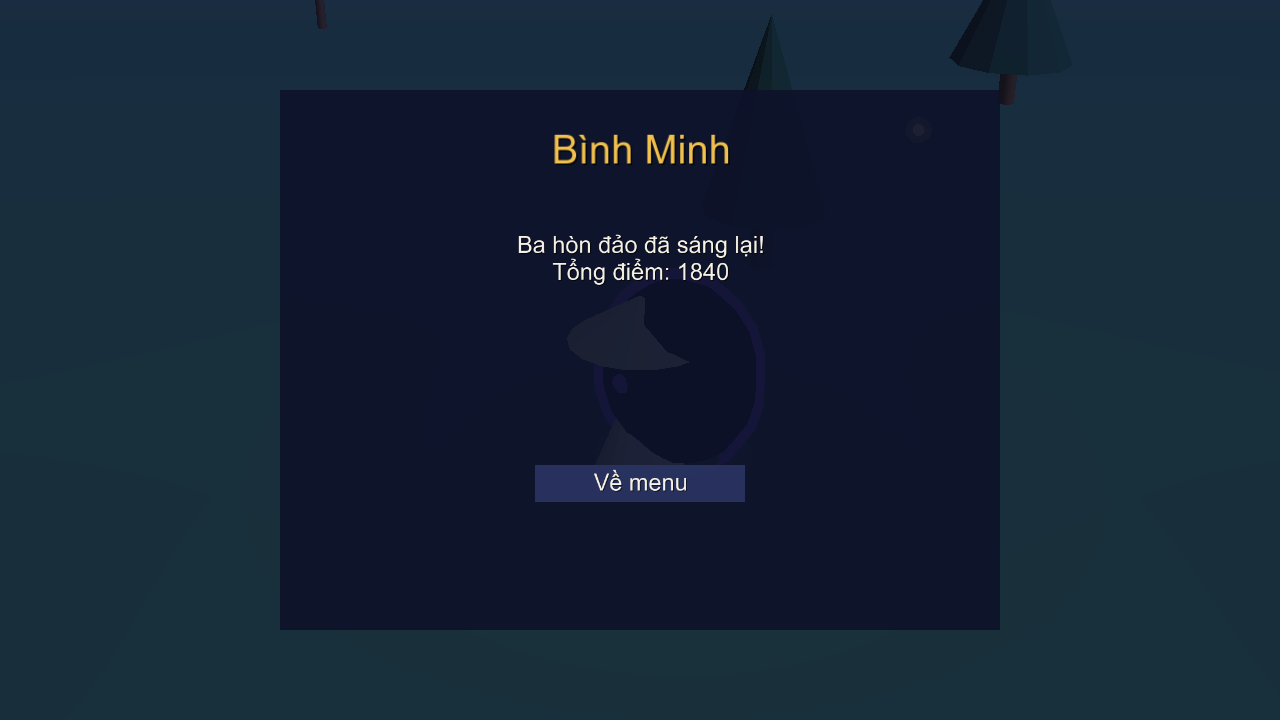 Bình Minh
Ba hòn đảo đã sáng lại!
Tổng điểm: 1840
Về menu